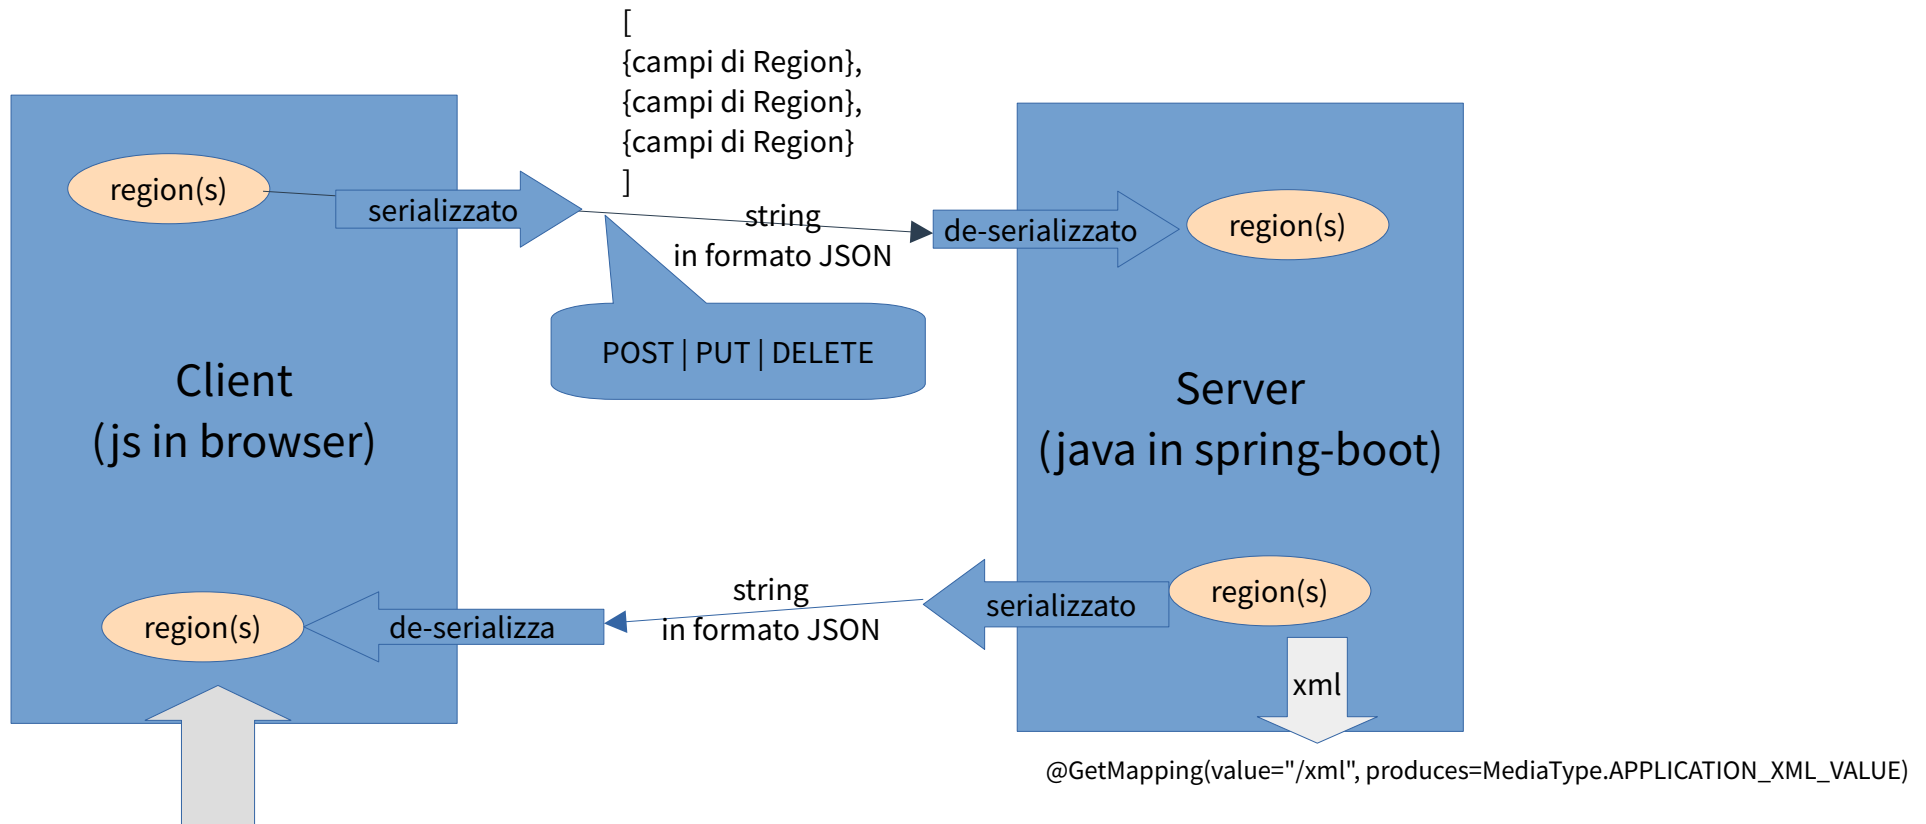 [
{campi di Region},
{campi di Region},
{campi di Region}
]
region(s)
serializzato
string
in formato JSON
de-serializzato
region(s)
POST | PUT | DELETE
Client
(js in browser)
Server
(java in spring-boot)
region(s)
de-serializza
string
in formato JSON
serializzato
region(s)
xml
@GetMapping(value="/xml", produces=MediaType.APPLICATION_XML_VALUE)